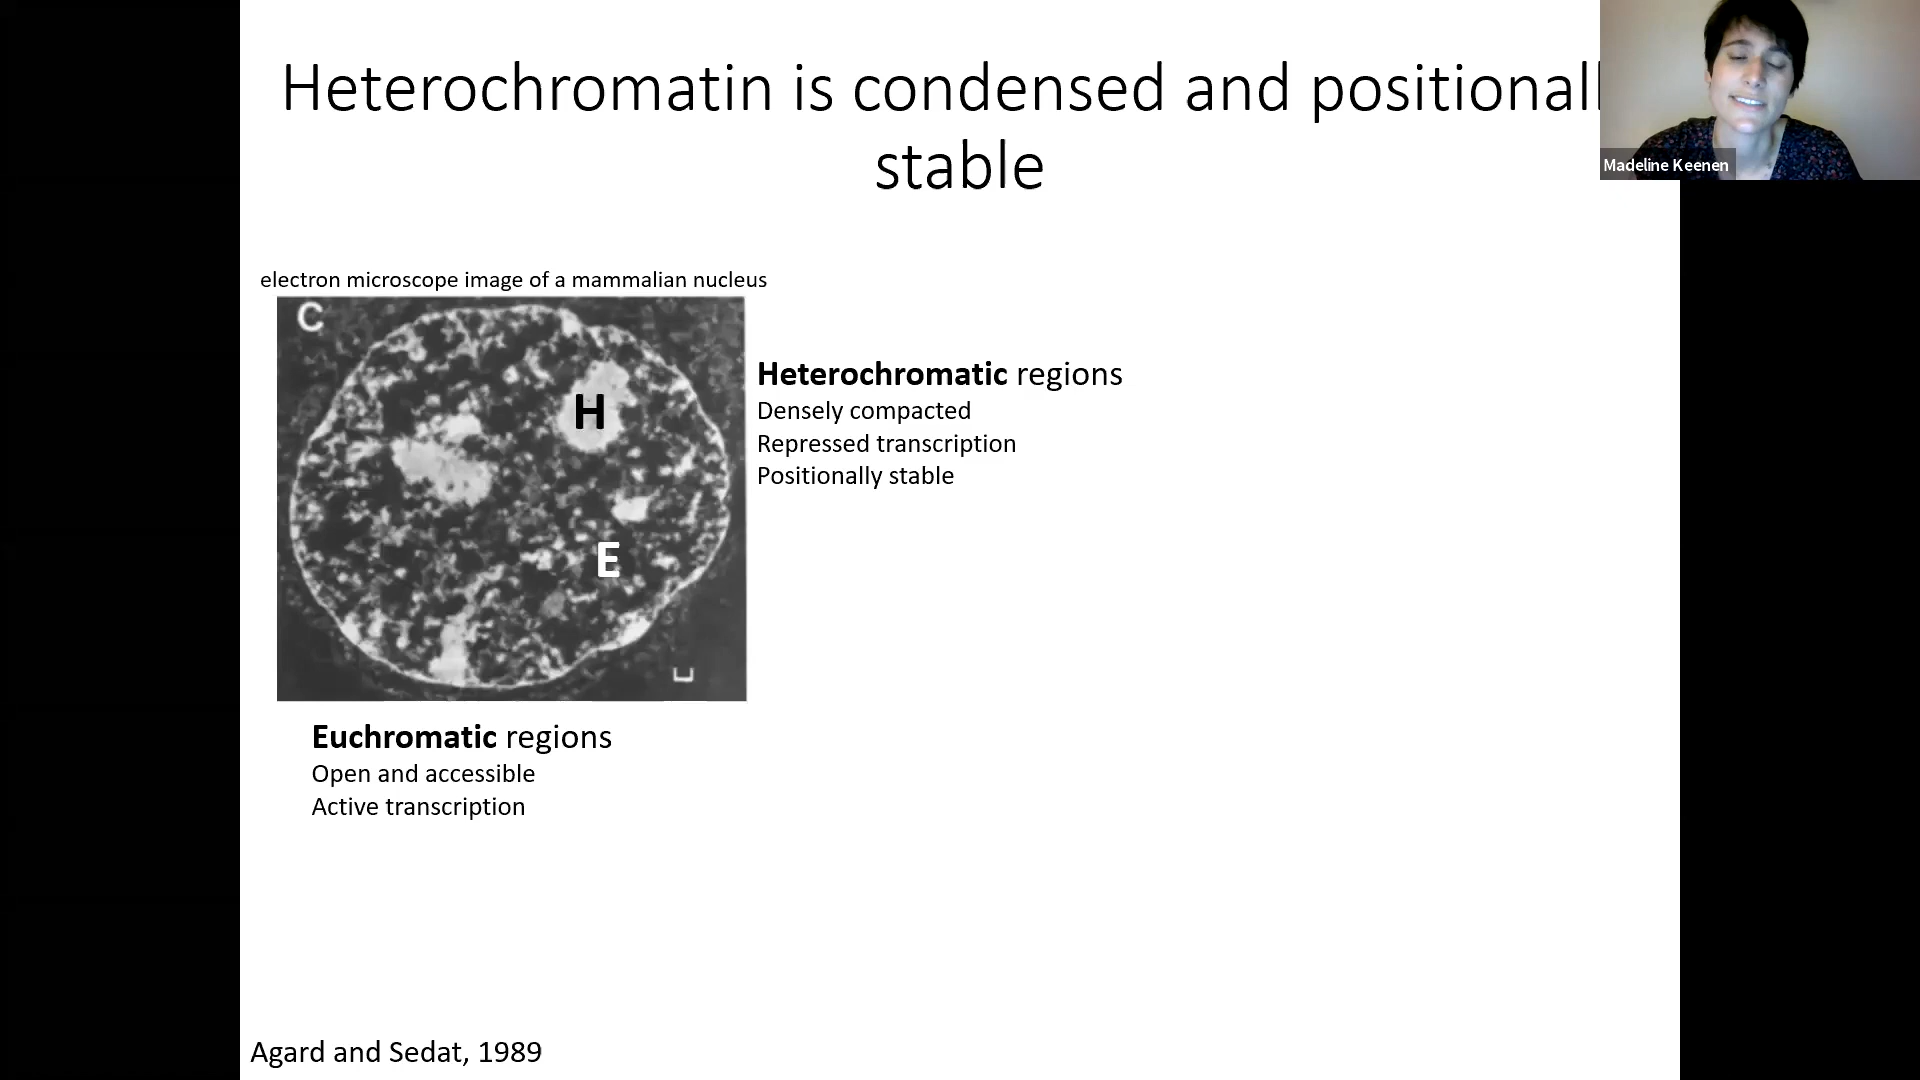 Heterochromatin is condensed and positionall
stable
Madeline Keenen
electron microscope image of a mammalian nucleus
C
H
E
Heterochromatic regions
Densely compacted
Repressed transcription
Positionally stable
Euchromatic regions
Open and accessible
Active transcription
Agard and Sedat, 1989